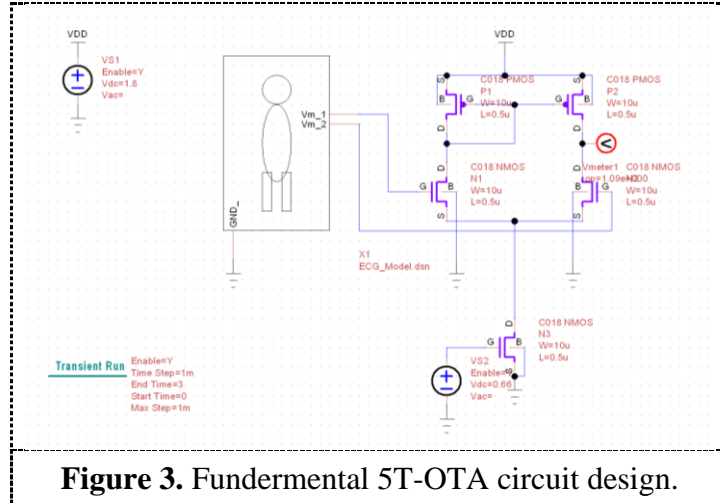 VDD
VS1
Enable=Y
Vdc=1.8
Vac=
Vm_1
Vm_2
GND_
X1
ECG_Model.dsn
VDD
C018 PMOS
P1
W=10u
L=0.5u
S
B
G
D
C018 PMOS
P2
W=10u
L=0.5u
S
B
G
D
C018 NMOS
N1
W=10u
L=0.5u
D
G
B
S
Vmeter1
V
C018 NMOS
W=10u
L=0.5u
D
G
B
S
C018 NMOS
N3
W=10u
L=0.5u
D
G
B
S
VS2
Vdc=0.66
Vac=
Transient Run
Enable=Y
Time Step=1m
End Time=3
Start Time=0
Max Step=1m
Figure 3. Fundermental 5T-OTA circuit design.